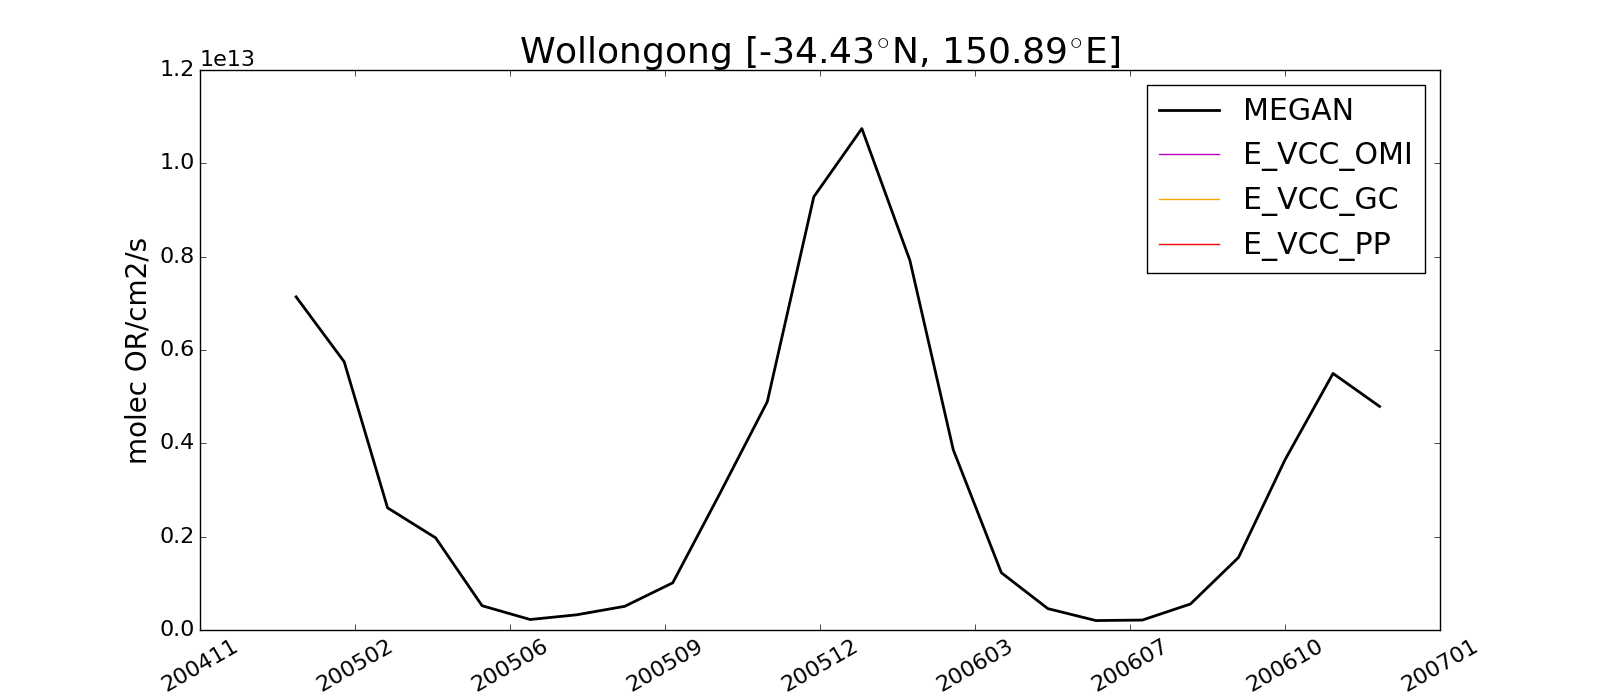 Wollongong [-34.43°N, 150.89°E]
1e13
1.2
1.0
0.8
0.6
0.4
0.2
0.0
molec OR/cm2/s
MEGAN
E_VCC_OMI
E_VCC_GC
E_VCC_PP
200411 200502 200506 200509 200512 200603 200607 200610 200701